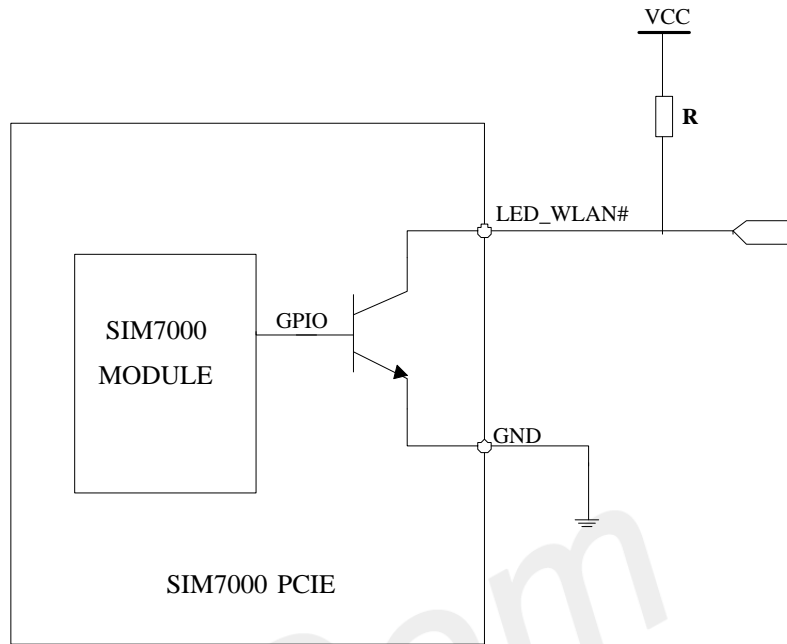 VCC
R
LED_WLAN#
SIM7000
MODULE
GPIO
GND
SIM7000 PCIE